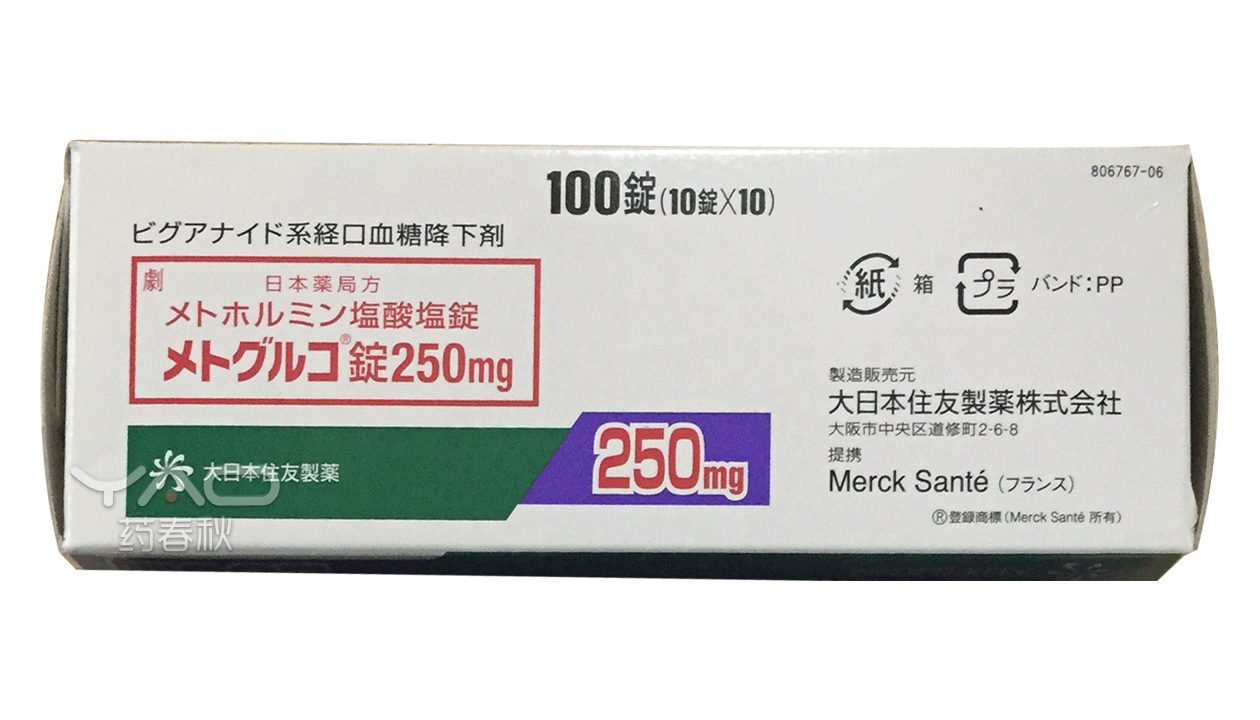 806767-06
100錠(10錠×10)
ビグアナイド系経口血糖降下剤
劇 日本薬局方
メトホルミン塩酸塩錠
メトグルコ®錠250mg
大日本住友製薬
250mg
紙 箱 プラ バンド:PP
製造販売元
大日本住友製薬株式会社
大阪市中央区道修町2-6-8
提携
Merck Santé (フランス)
®登録商標(Merck Santé 所有)
YAO
药春秋